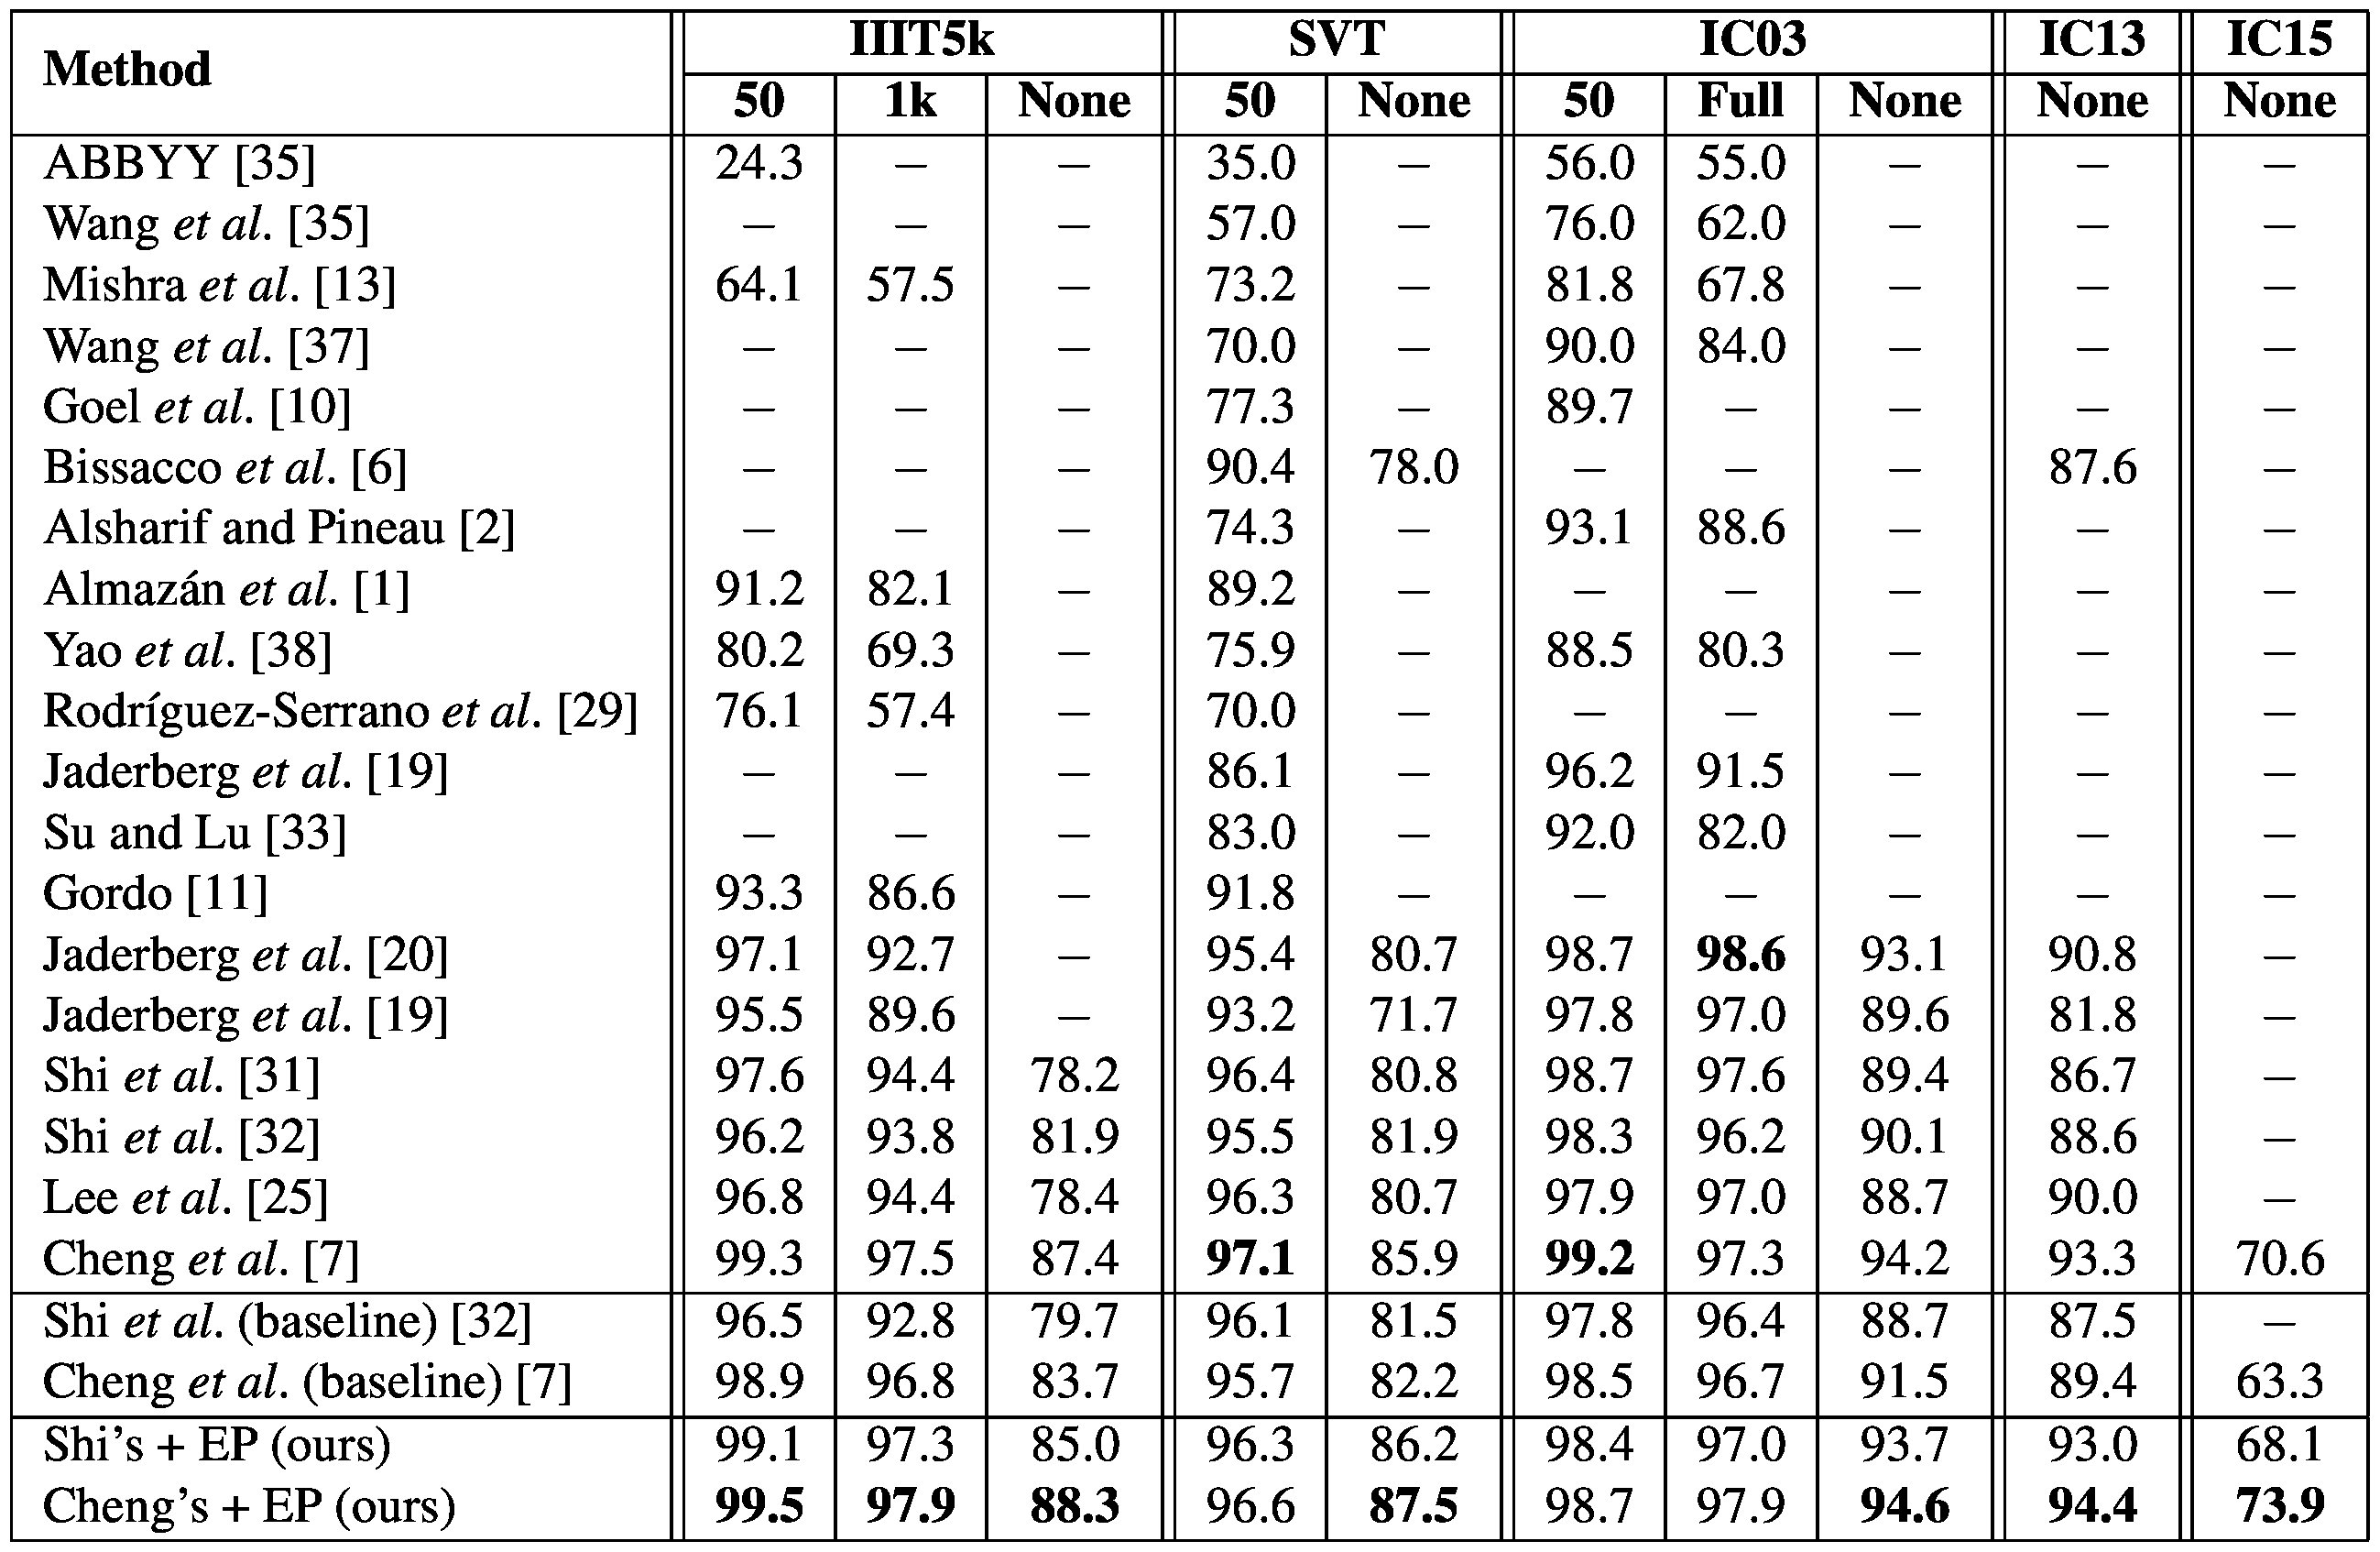 Method IIIT5k SVT IC03 IC13 IC15
50 1k None 50 None 50 Full None None None
ABBYY [35] 24.3 – – 35.0 – 56.0 55.0 – – –
Wang et al. [35] – – – 57.0 – 76.0 62.0 – – –
Mishra et al. [13] 64.1 57.5 – 73.2 – 81.8 67.8 – – –
Wang et al. [37] – – – 70.0 – 90.0 84.0 – – –
Goel et al. [10] – – – 77.3 – 89.7 – – – –
Bissacco et al. [6] – – – 90.4 78.0 – – – 87.6 –
Alsharif and Pineau [2] – – – 74.3 – 93.1 88.6 – – –
Almazán et al. [1] 91.2 82.1 – 89.2 – – – – – –
Yao et al. [38] 80.2 69.3 – 75.9 – 88.5 80.3 – – –
Rodríguez-Serrano et al. [29] 76.1 57.4 – 70.0 – – – – – –
Jaderberg et al. [19] – – – 86.1 – 96.2 91.5 – – –
Su and Lu [33] – – – 83.0 – 92.0 82.0 – – –
Gordo [11] 93.3 86.6 – 91.8 – – – – – –
Jaderberg et al. [20] 97.1 92.7 – 95.4 80.7 98.7 98.6 93.1 90.8 –
Jaderberg et al. [19] 95.5 89.6 – 93.2 71.7 97.8 97.0 89.6 81.8 –
Shi et al. [31] 97.6 94.4 78.2 96.4 80.8 98.7 97.6 89.4 86.7 –
Shi et al. [32] 96.2 93.8 81.9 95.5 81.9 98.3 96.2 90.1 88.6 –
Lee et al. [25] 96.8 94.4 78.4 96.3 80.7 97.9 97.0 88.7 90.0 –
Cheng et al. [7] 99.3 97.5 87.4 97.1 85.9 99.2 97.3 94.2 93.3 70.6
Shi et al. (baseline) [32] 96.5 92.8 79.7 96.1 81.5 97.8 96.4 88.7 87.5 –
Cheng et al. (baseline) [7] 98.9 96.8 83.7 95.7 82.2 98.5 96.7 91.5 89.4 63.3
Shi's + EP (ours) 99.1 97.3 85.0 96.3 86.2 98.4 97.0 93.7 93.0 68.1
Cheng's + EP (ours) 99.5 97.9 88.3 96.6 87.5 98.7 97.9 94.6 94.4 73.9